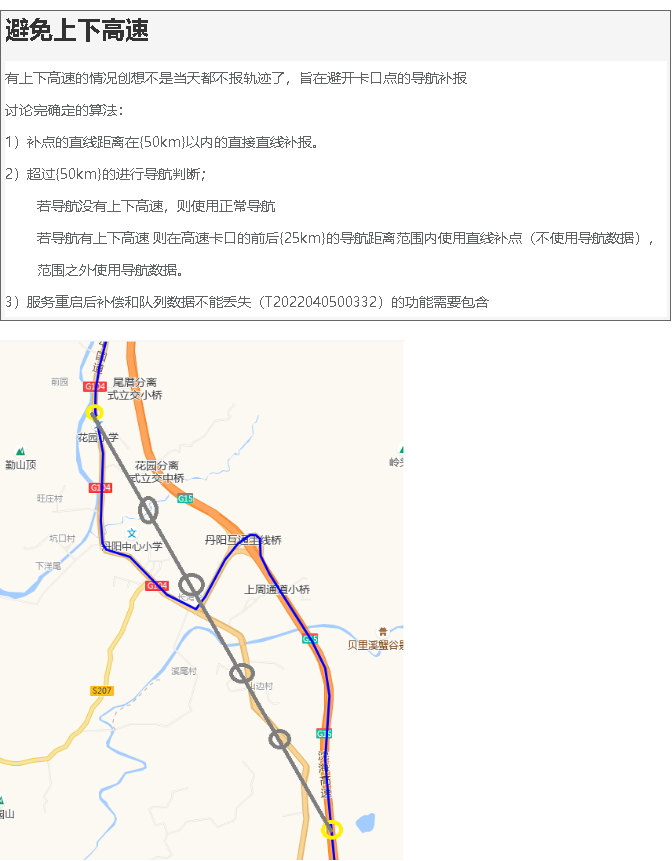 避免上下高速
有上下高速的情况创想不是当天都不报轨迹了，旨在避开卡口点的导航补报
讨论完确定的算法：
1）补点的直线距离在{50km}以内的直接直线补报。
2）超过{50km}的进行导航判断；
若导航没有上下高速，则使用正常导航
若导航有上下高速 则在高速卡口的前后{25km}的导航距离范围内使用直线补点（不使用导航数据），
范围之外使用导航数据。
3）服务重启后补偿和队列数据不能丢失（T2022040500332）的功能需要包含
前园
G104
尾厝分离
式立交小桥
花园小学
勤山顶
花园分离
式立交中桥
岭头
G104
旺庄村
G15
坑口村
文
丹阳中心小学
丹阳互通主线桥
下洋尾
G104
上周通道小桥
G15
贝里溪蟹谷景
溪尾村
山边村
S207
G15